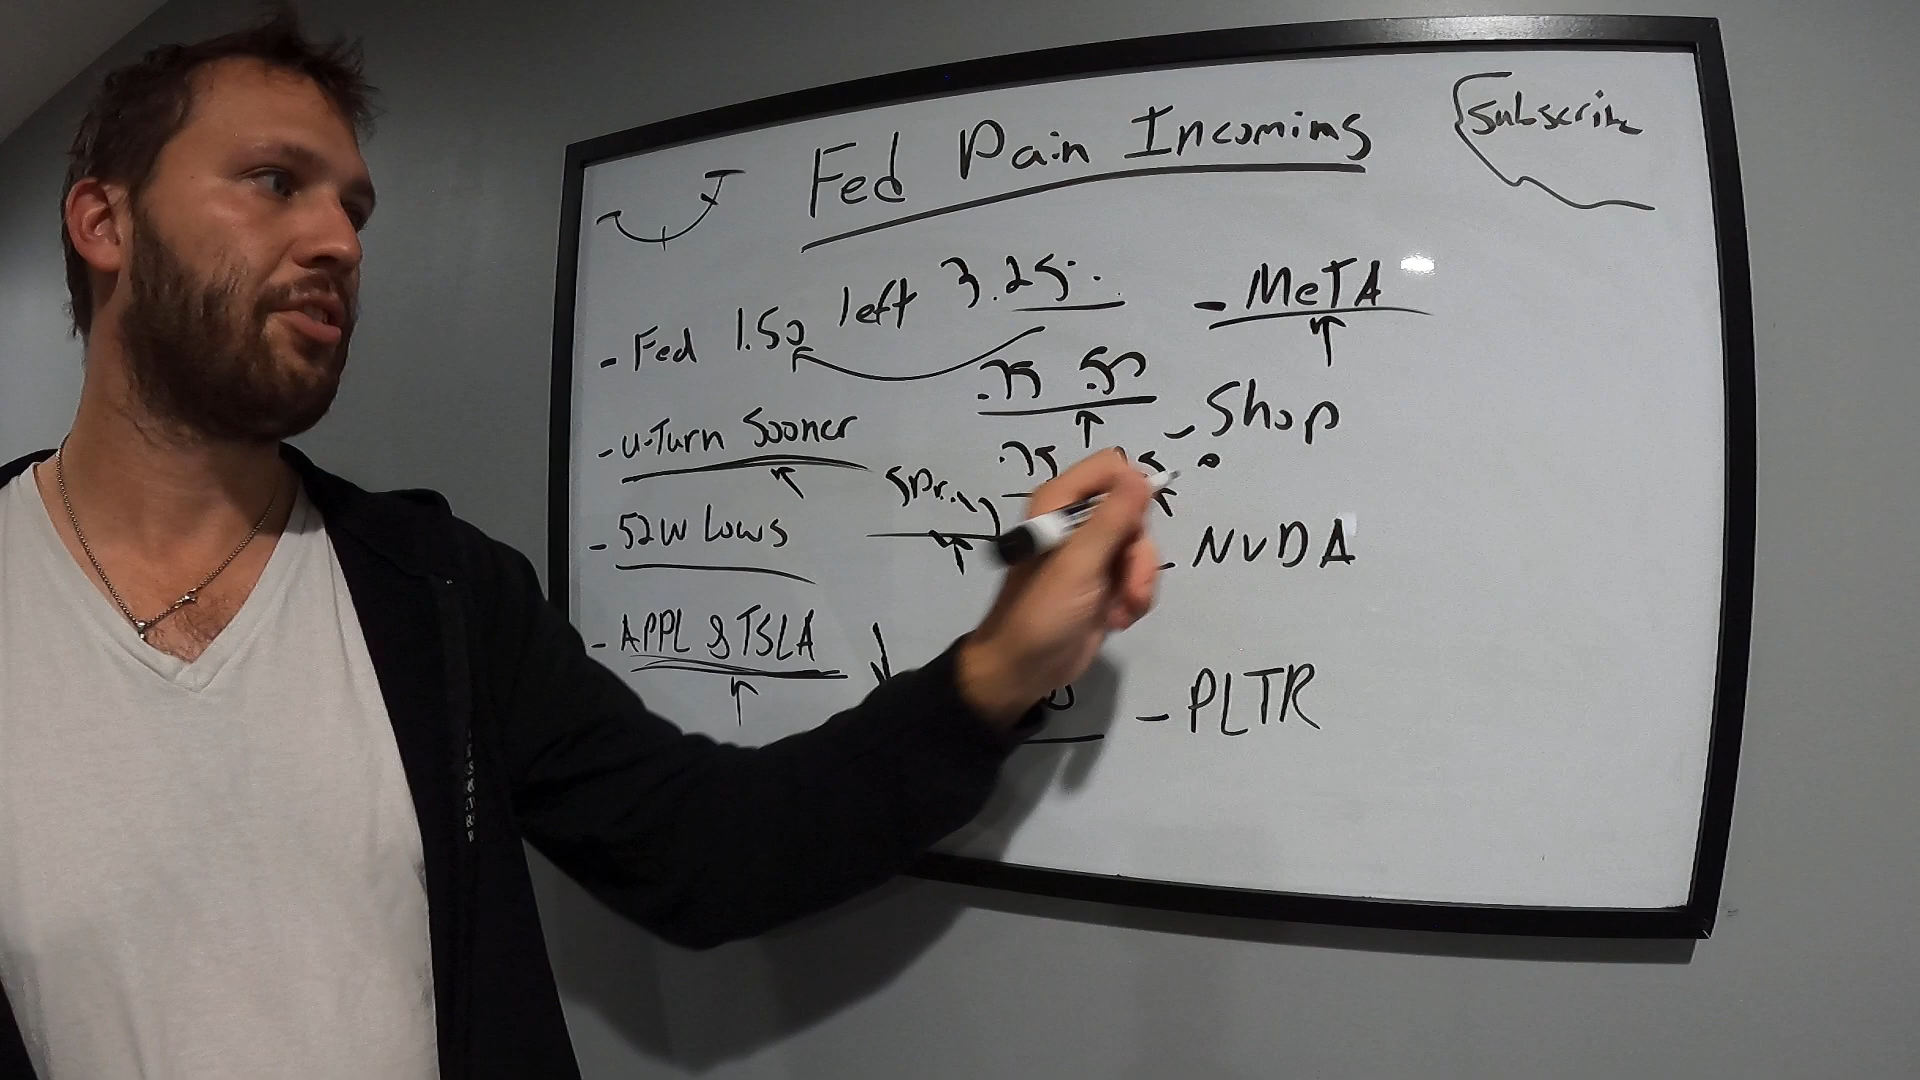 Fed Pain Incoming
Subscribe
- Fed 1.50 left 3.25%
.75 .50
- u-Turn Sooner
.75
- 52w Lows
- APPL & TSLA
- MeTA
- Shop
- NVDA
- PLTR